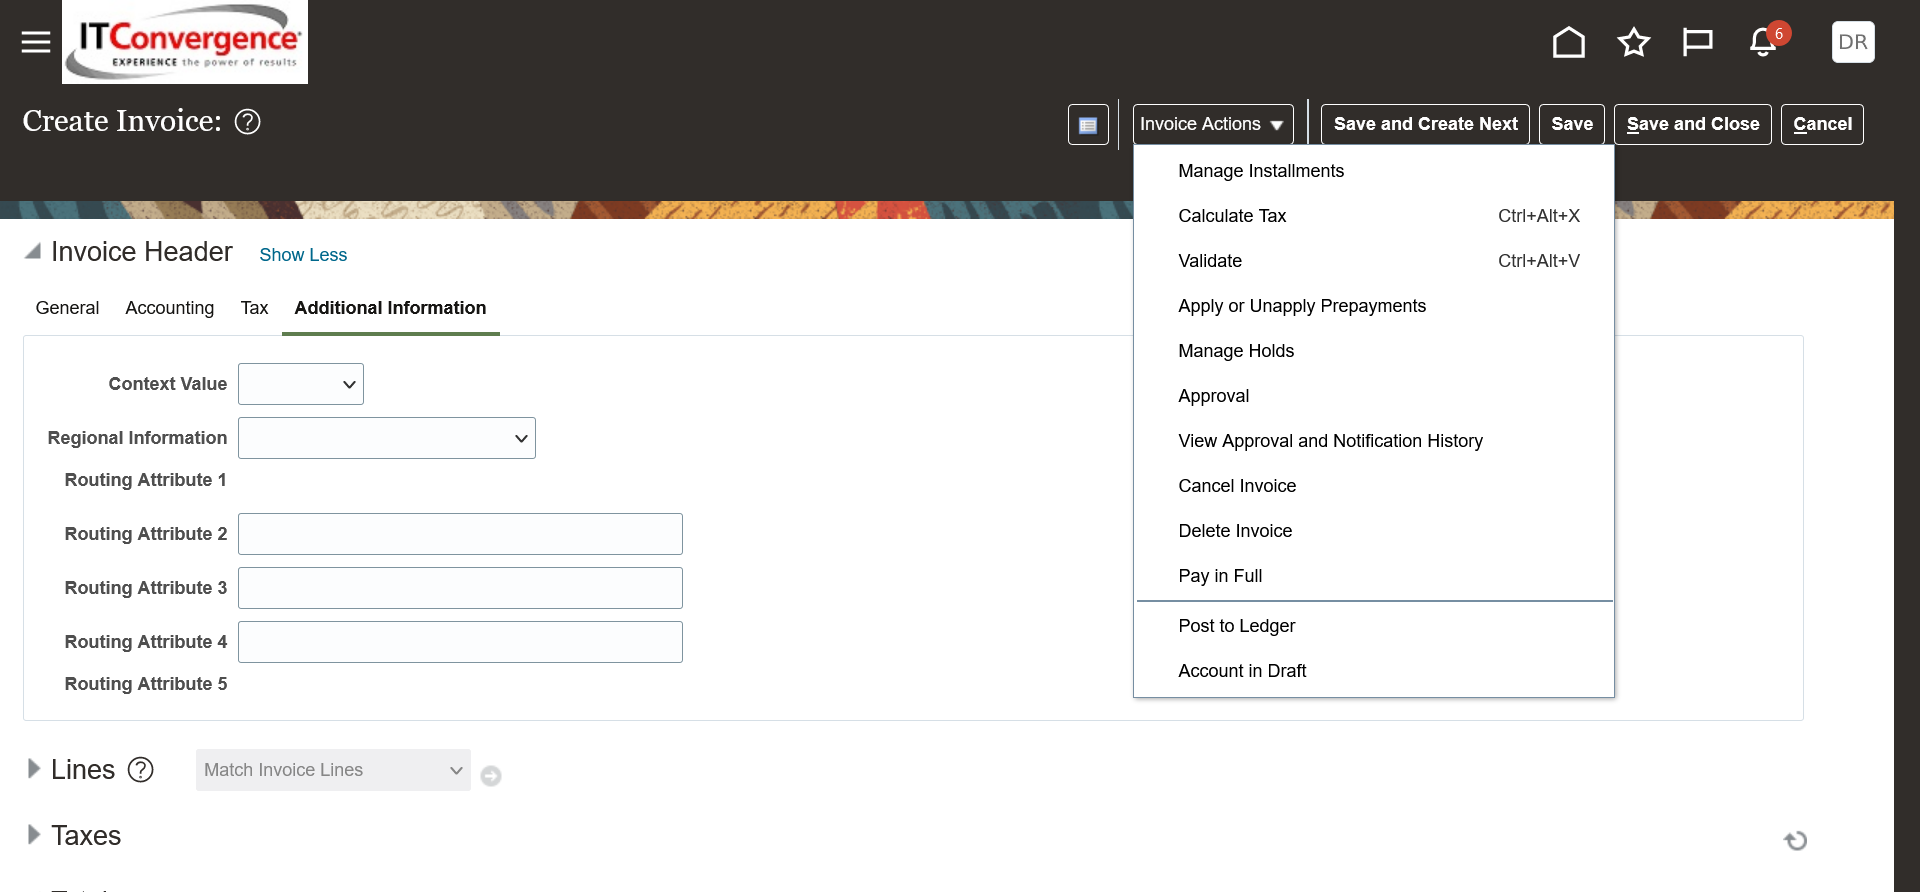 ITConvergence
EXPERIENCE the power of results
6
DR
Create Invoice: ?
Invoice Actions
Save and Create Next
Save
Save and Close
Cancel
Manage Installments
Calculate Tax Ctrl+Alt+X
Validate Ctrl+Alt+V
Apply or Unapply Prepayments
Manage Holds
Approval
View Approval and Notification History
Cancel Invoice
Delete Invoice
Pay in Full
Post to Ledger
Account in Draft
Invoice Header Show Less
General Accounting Tax Additional Information
Context Value
Regional Information
Routing Attribute 1
Routing Attribute 2
Routing Attribute 3
Routing Attribute 4
Routing Attribute 5
Lines ? Match Invoice Lines
Taxes